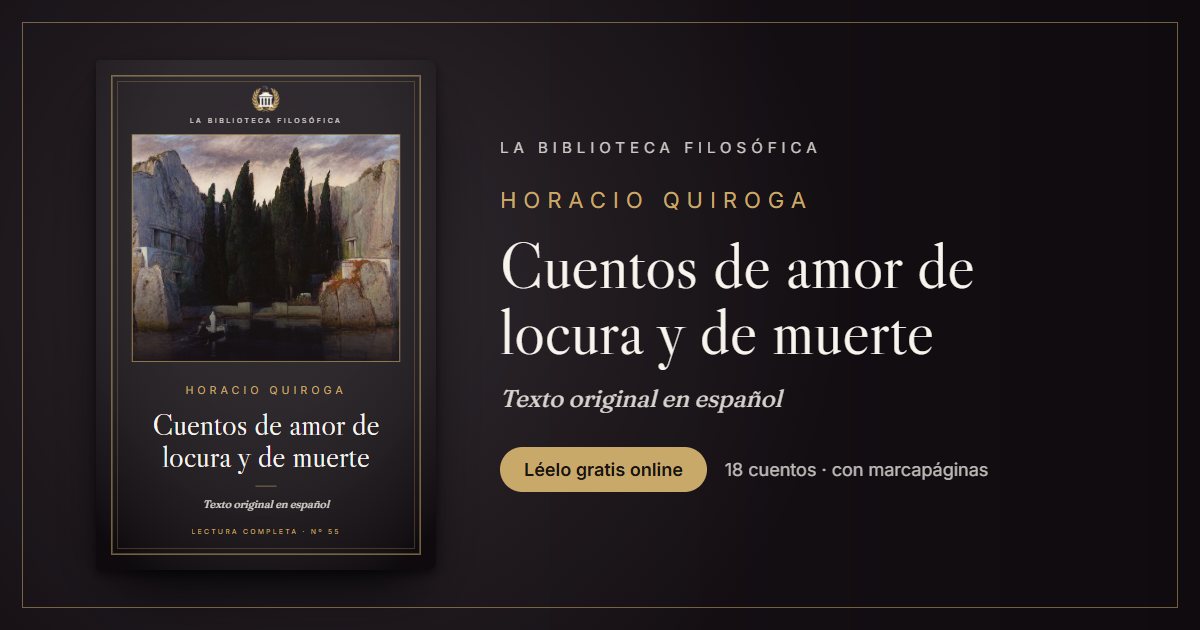 LA BIBLIOTECA FILOSÓFICA
HORACIO QUIROGA
Cuentos de amor de
locura y de muerte
Texto original en español
LECTURA COMPLETA · Nº 55
LA BIBLIOTECA FILOSÓFICA
HORACIO QUIROGA
Cuentos de amor de
locura y de muerte
Texto original en español
Léelo gratis online
18 cuentos · con marcapáginas